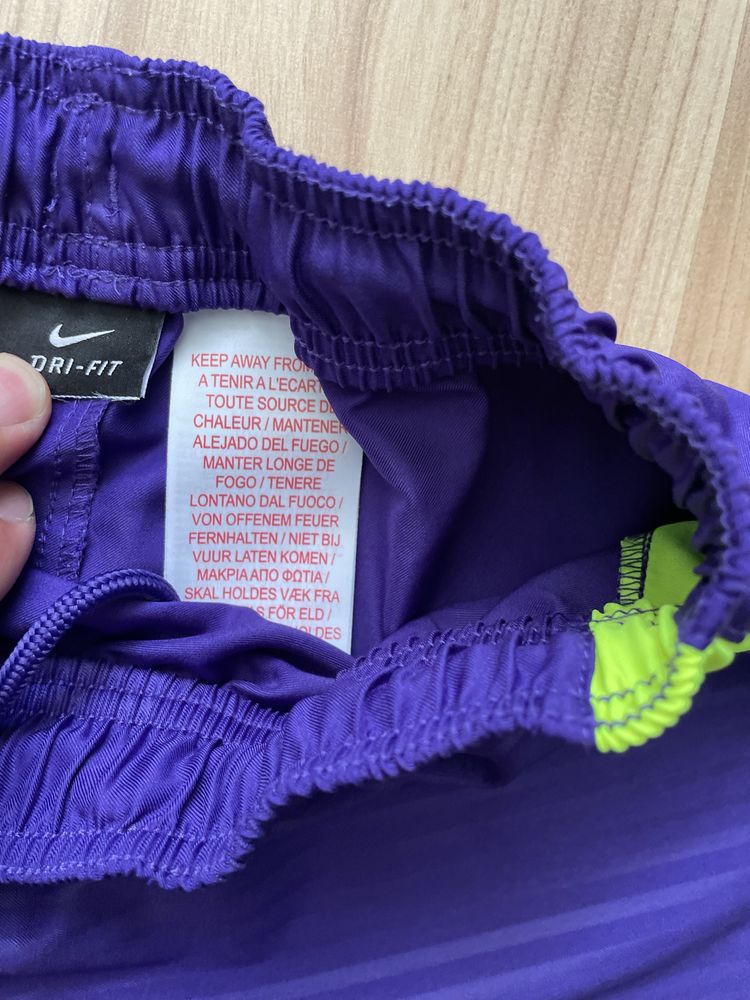 DRI-FIT
KEEP AWAY FROM
A TENIR A L'ECART
TOUTE SOURCE DE
CHALEUR / MANTENER
ALEJADO DEL FUEGO /
MANTER LONGE DE
FOGO / TENERE
LONTANO DAL FUOCO /
VON OFFENEM FEUER
FERNHALTEN / NIET BIJ
VUUR LATEN KOMEN /
ΜΑΚΡΙΑ ΑΠΟ ΦΩΤΙΑ /
SKAL HOLDES VÆK FRA
FÖR ELD /
HOLDES